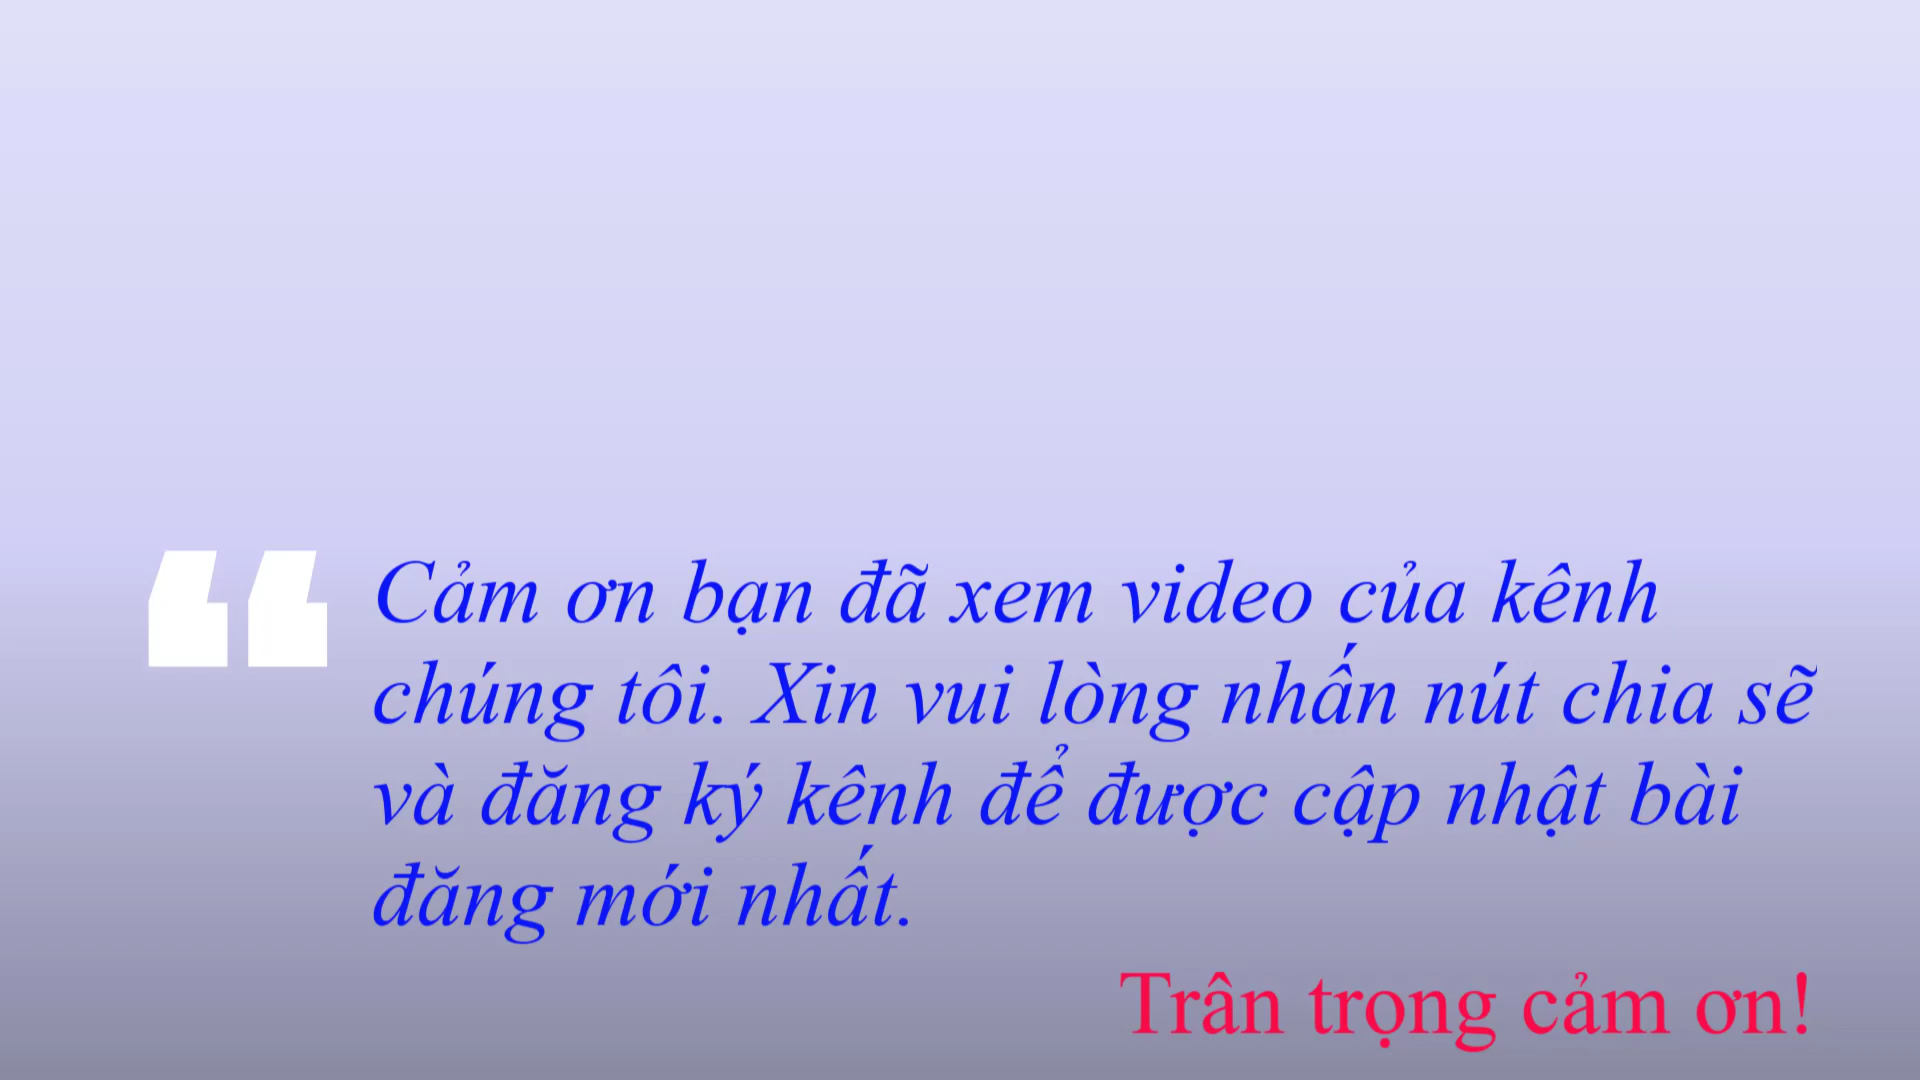 “
Cảm ơn bạn đã xem video của kênh
chúng tôi. Xin vui lòng nhấn nút chia sẽ
và đăng ký kênh để được cập nhật bài
đăng mới nhất.
Trân trọng cảm ơn!